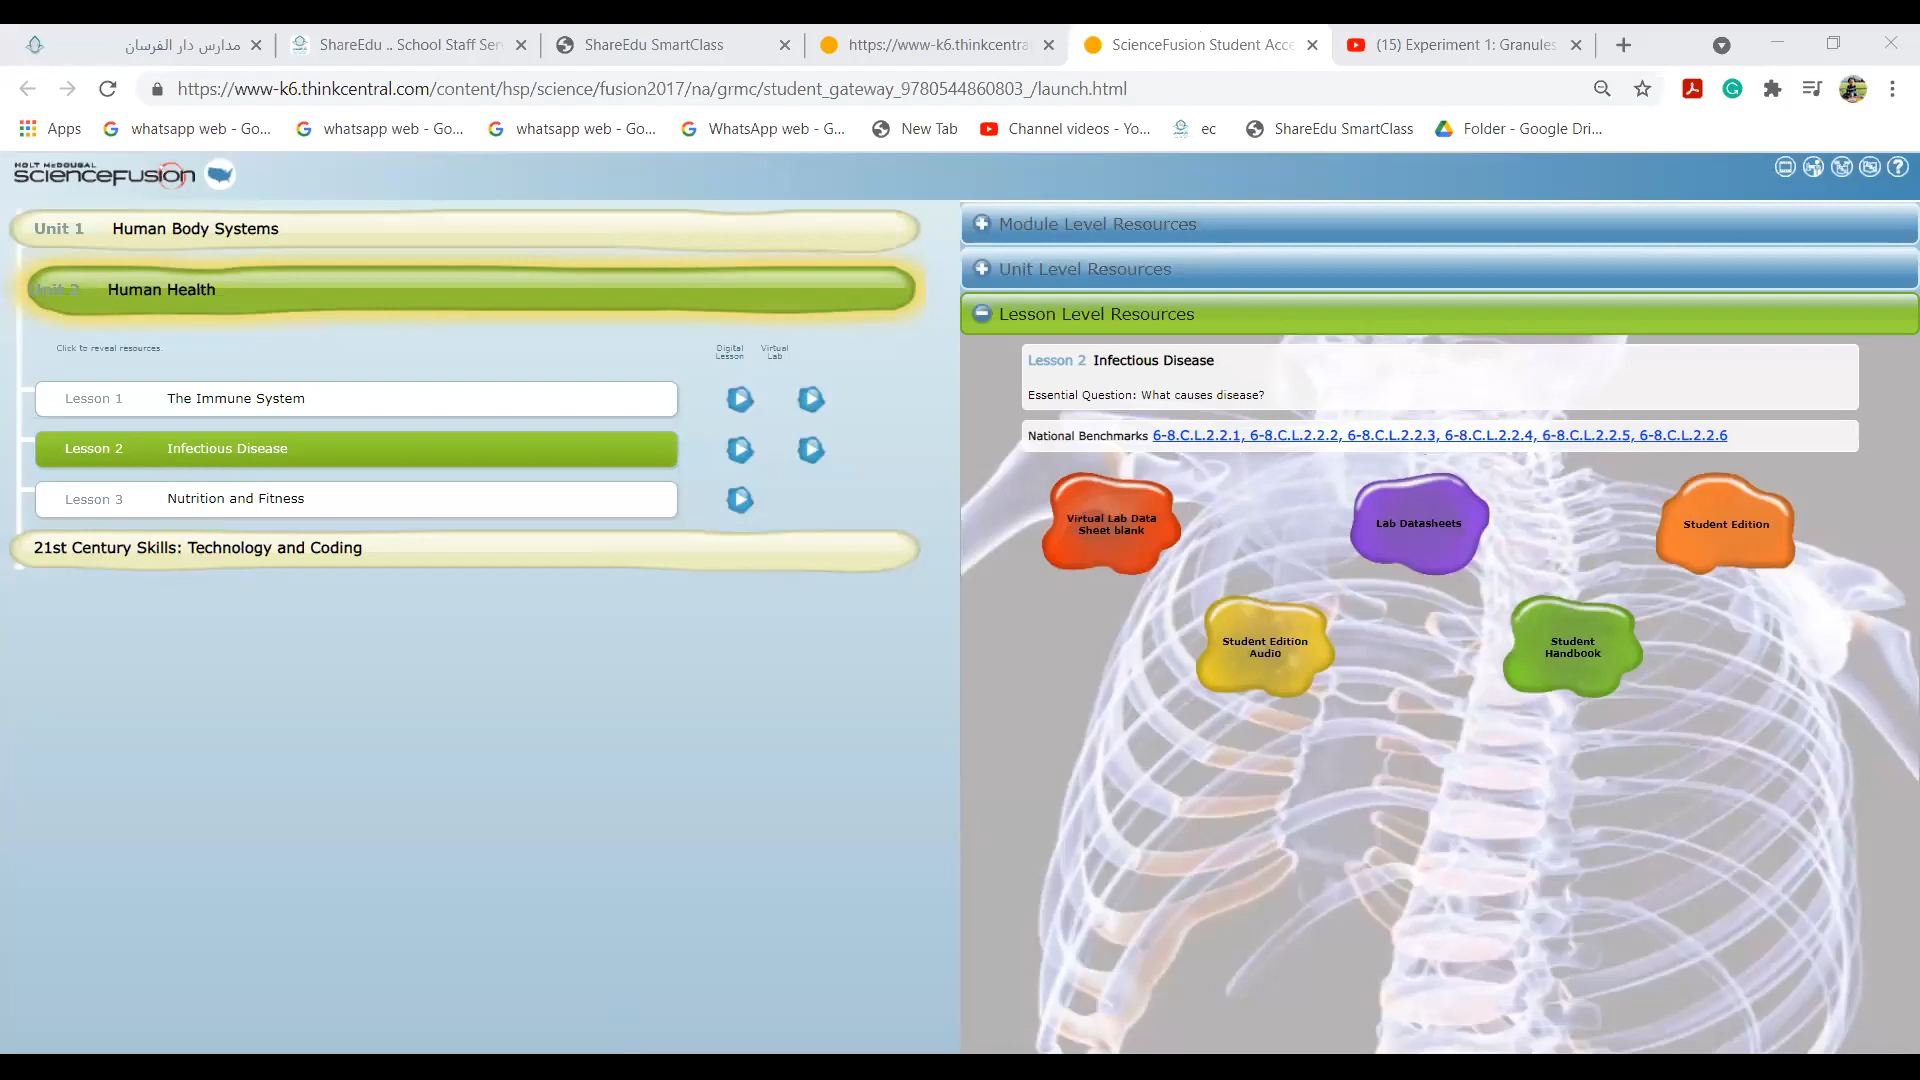 مدارس دار الفرسان
ShareEdu .. School Staff Ser
ShareEdu SmartClass
https://www-k6.thinkcentra
ScienceFusion Student Acce
(15) Experiment 1: Granules
https://www-k6.thinkcentral.com/content/hsp/science/fusion2017/na/grmc/student_gateway_9780544860803_/launch.html
Apps
whatsapp web - Go...
whatsapp web - Go...
whatsapp web - Go...
WhatsApp web - G...
New Tab
Channel videos - Yo...
ec
ShareEdu SmartClass
Folder - Google Dri...
HOLT McDOUGAL
SCIENCEFUSION
Unit 1 Human Body Systems
Unit 2 Human Health
Click to reveal resources.
Digital Lesson
Virtual Lab
Lesson 1 The Immune System
Lesson 2 Infectious Disease
Lesson 3 Nutrition and Fitness
21st Century Skills: Technology and Coding
Module Level Resources
Unit Level Resources
Lesson Level Resources
Lesson 2 Infectious Disease
Essential Question: What causes disease?
National Benchmarks 6-8.C.L.2.2.1, 6-8.C.L.2.2.2, 6-8.C.L.2.2.3, 6-8.C.L.2.2.4, 6-8.C.L.2.2.5, 6-8.C.L.2.2.6
Virtual Lab Data
Sheet blank
Lab Datasheets
Student Edition
Student Edition
Audio
Student
Handbook